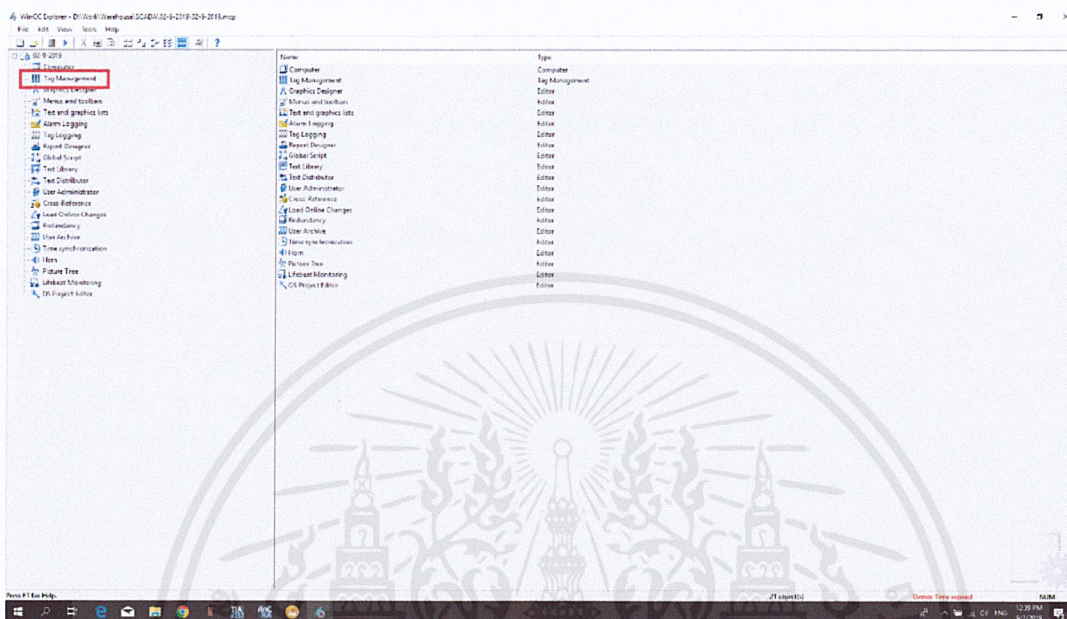 WinCC Explorer - D:\Work\Warehouse\SCADA\02-9-2019\02-9-2019.mcp
File Edit View Tools Help
02-9-2019
Computer
Tag Management
Graphics Designer
Menus and toolbars
Text and graphics lists
Alarm Logging
Tag Logging
Report Designer
Global Script
Text Library
Text Distributor
User Administrator
Cross-Reference
Load Online Changes
Redundancy
User Archive
Time synchronization
Horn
Picture Tree
Lifebeat Monitoring
OS Project Editor
Name Type
Computer Computer
Tag Management Tag Management
Graphics Designer Editor
Menus and toolbars Editor
Text and graphics lists Editor
Alarm Logging Editor
Tag Logging Editor
Report Designer Editor
Global Script Editor
Text Library Editor
Text Distributor Editor
User Administrator Editor
Cross-Reference Editor
Load Online Changes Editor
Redundancy Editor
User Archive Editor
Time synchronization Editor
Horn Editor
Picture Tree Editor
Lifebeat Monitoring Editor
OS Project Editor Editor
Press F1 for Help. 21 object(s) Demo: Time expired NUM
ENG 12:39 PM
9/2/2019